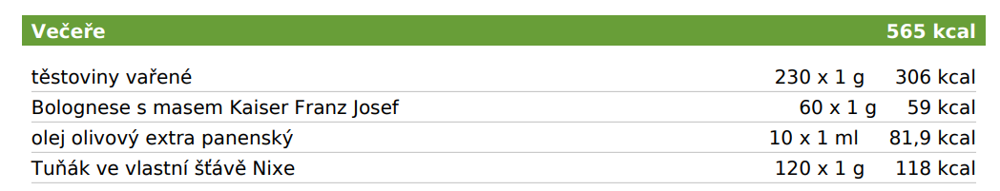 Večeře 565 kcal
těstoviny vařené 230 x 1 g 306 kcal
Bolognese s masem Kaiser Franz Josef 60 x 1 g 59 kcal
olej olivový extra panenský 10 x 1 ml 81,9 kcal
Tuňák ve vlastní šťávě Nixe 120 x 1 g 118 kcal